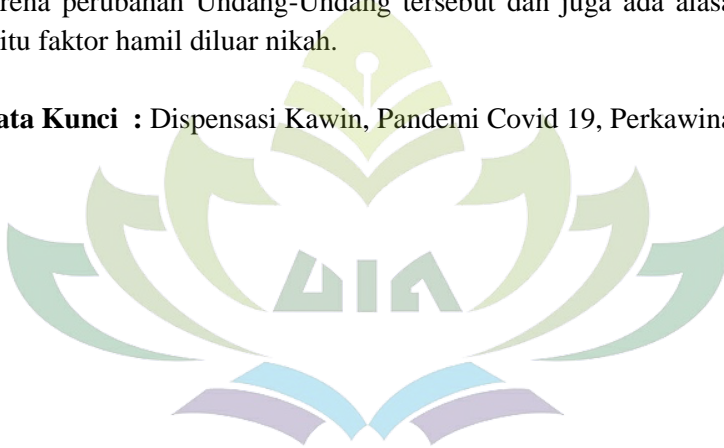 rena perubahan Undang-Undang tersebut dan juga ada alasa
itu faktor hamil diluar nikah.
ata Kunci : Dispensasi Kawin, Pandemi Covid 19, Perkawina
UIN